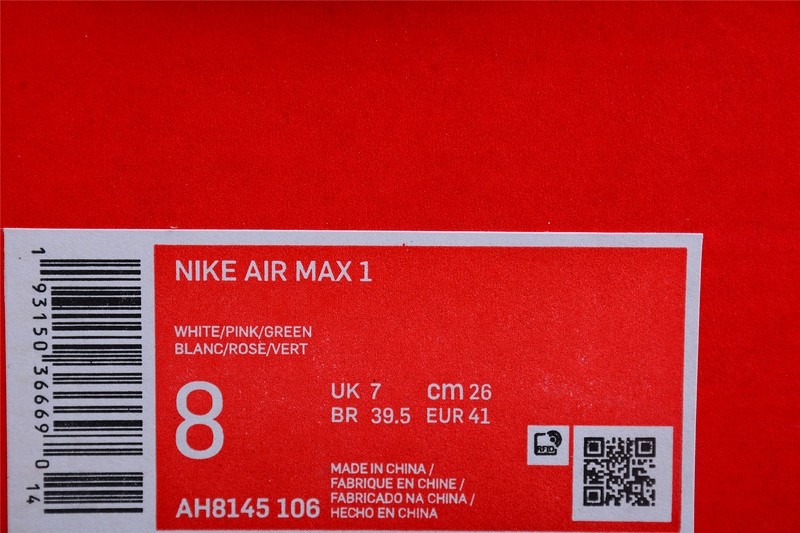 NIKE AIR MAX 1
WHITE/PINK/GREEN
BLANC/ROSE/VERT
8
UK 7 cm 26
BR 39.5 EUR 41
MADE IN CHINA /
FABRIQUE EN CHINE /
FABRICADO NA CHINA /
HECHO EN CHINA
AH8145 106
RFID
1 93150 36669 0 14